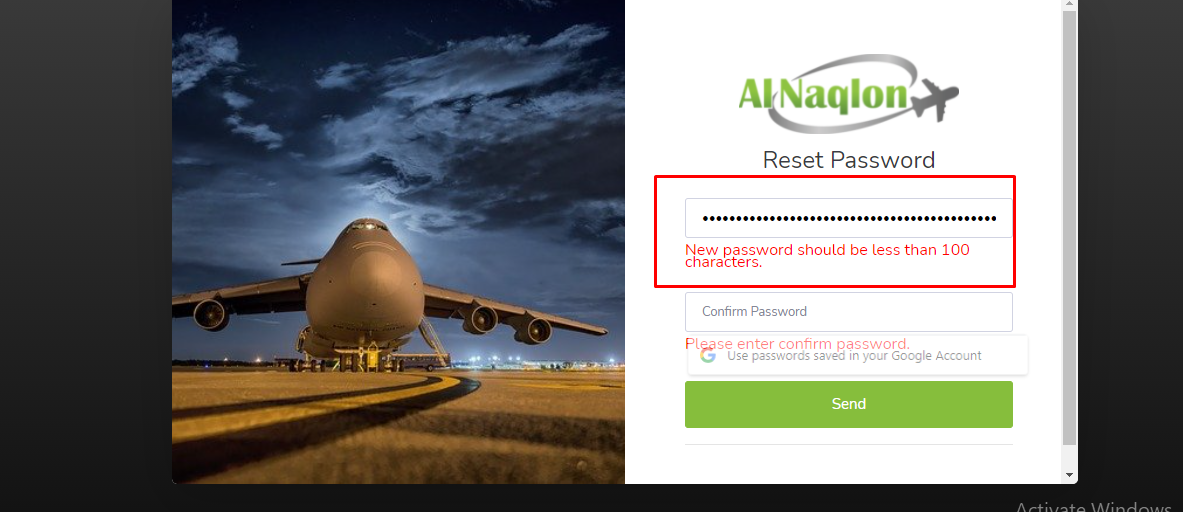 AlNaqlon
Reset Password
••••••••••••••••••••••••••••••••••••••••••••
New password should be less than 100
characters.
Confirm Password
Please enter confirm password.
Use passwords saved in your Google Account
Send
Activate Windows